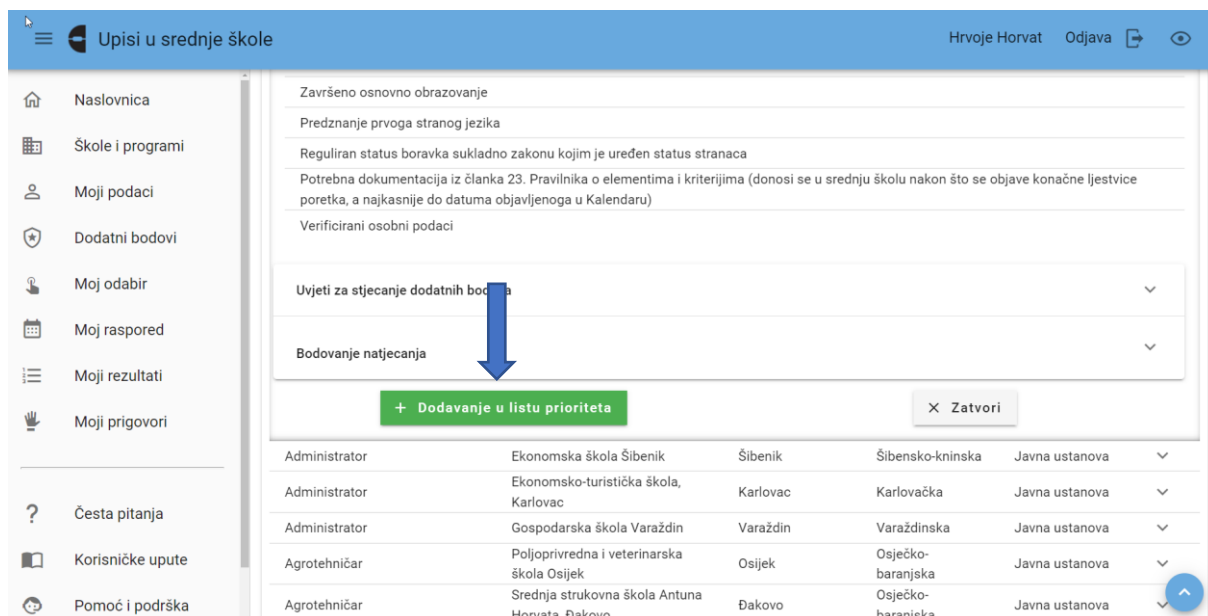 Upisi u srednje škole
Hrvoje Horvat
Odjava
Naslovnica
Škole i programi
Moji podaci
Dodatni bodovi
Moj odabir
Moj raspored
Moji rezultati
Moji prigovori
Česta pitanja
Korisničke upute
Pomoć i podrška
Završeno osnovno obrazovanje
Predznanje prvoga stranog jezika
Reguliran status boravka sukladno zakonu kojim je uređen status stranaca
Potrebna dokumentacija iz članka 23. Pravilnika o elementima i kriterijima (donosi se u srednju školu nakon što se objave konačne ljestvice
poretka, a najkasnije do datuma objavljenoga u Kalendaru)
Verificirani osobni podaci
Uvjeti za stjecanje dodatnih bodova
Bodovanje natjecanja
+ Dodavanje u listu prioriteta
× Zatvori
Administrator Ekonomska škola Šibenik Šibenik Šibensko-kninska Javna ustanova
Administrator Ekonomsko-turistička škola,
Karlovac Karlovac Karlovačka Javna ustanova
Administrator Gospodarska škola Varaždin Varaždin Varaždinska Javna ustanova
Agrotehničar Poljoprivredna i veterinarska
škola Osijek Osijek Osječko-
baranjska Javna ustanova
Agrotehničar Srednja strukovna škola Antuna
Horvata, Đakovo Đakovo Osječko-
baranjska Javna ustanova